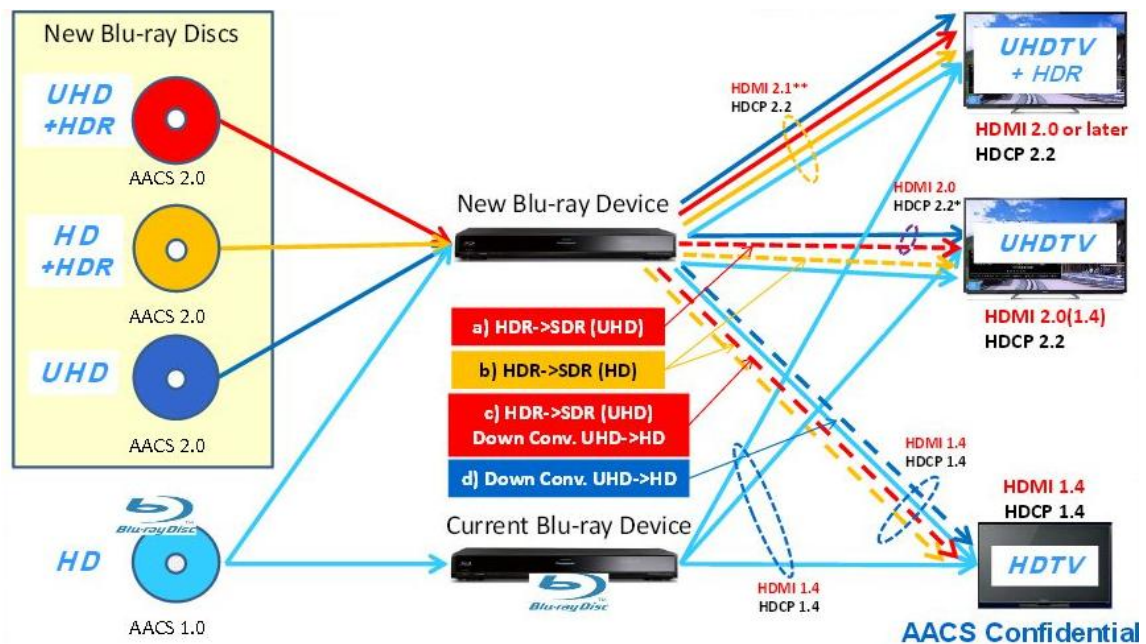 New Blu-ray Discs
UHD
+HDR
AACS 2.0
HD
+HDR
AACS 2.0
UHD
AACS 2.0
Blu-ray Disc™
HD
AACS 1.0
New Blu-ray Device
a) HDR->SDR (UHD)
b) HDR->SDR (HD)
c) HDR->SDR (UHD)
Down Conv. UHD->HD
d) Down Conv. UHD->HD
Current Blu-ray Device
Blu-ray Disc™
HDMI 2.1**
HDCP 2.2
HDMI 2.0
HDCP 2.2*
HDMI 1.4
HDCP 1.4
HDMI 1.4
HDCP 1.4
UHDTV
+ HDR
HDMI 2.0 or later
HDCP 2.2
UHDTV
HDMI 2.0(1.4)
HDCP 2.2
HDMI 1.4
HDCP 1.4
HDTV
AACS Confidential